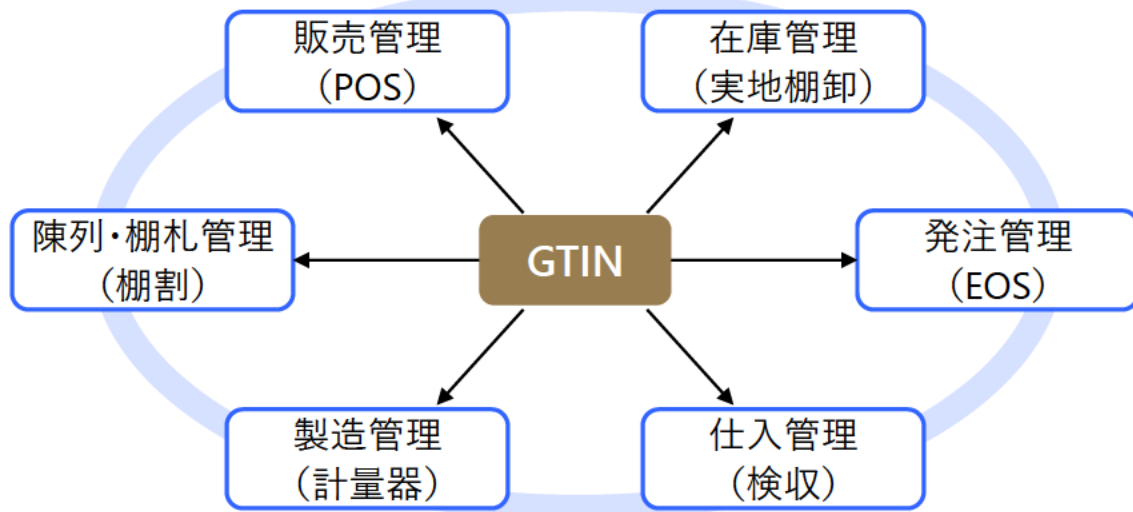 販売管理
（POS）
在庫管理
（実地棚卸）
陳列・棚札管理
（棚割）
GTIN
発注管理
（EOS）
製造管理
（計量器）
仕入管理
（検収）